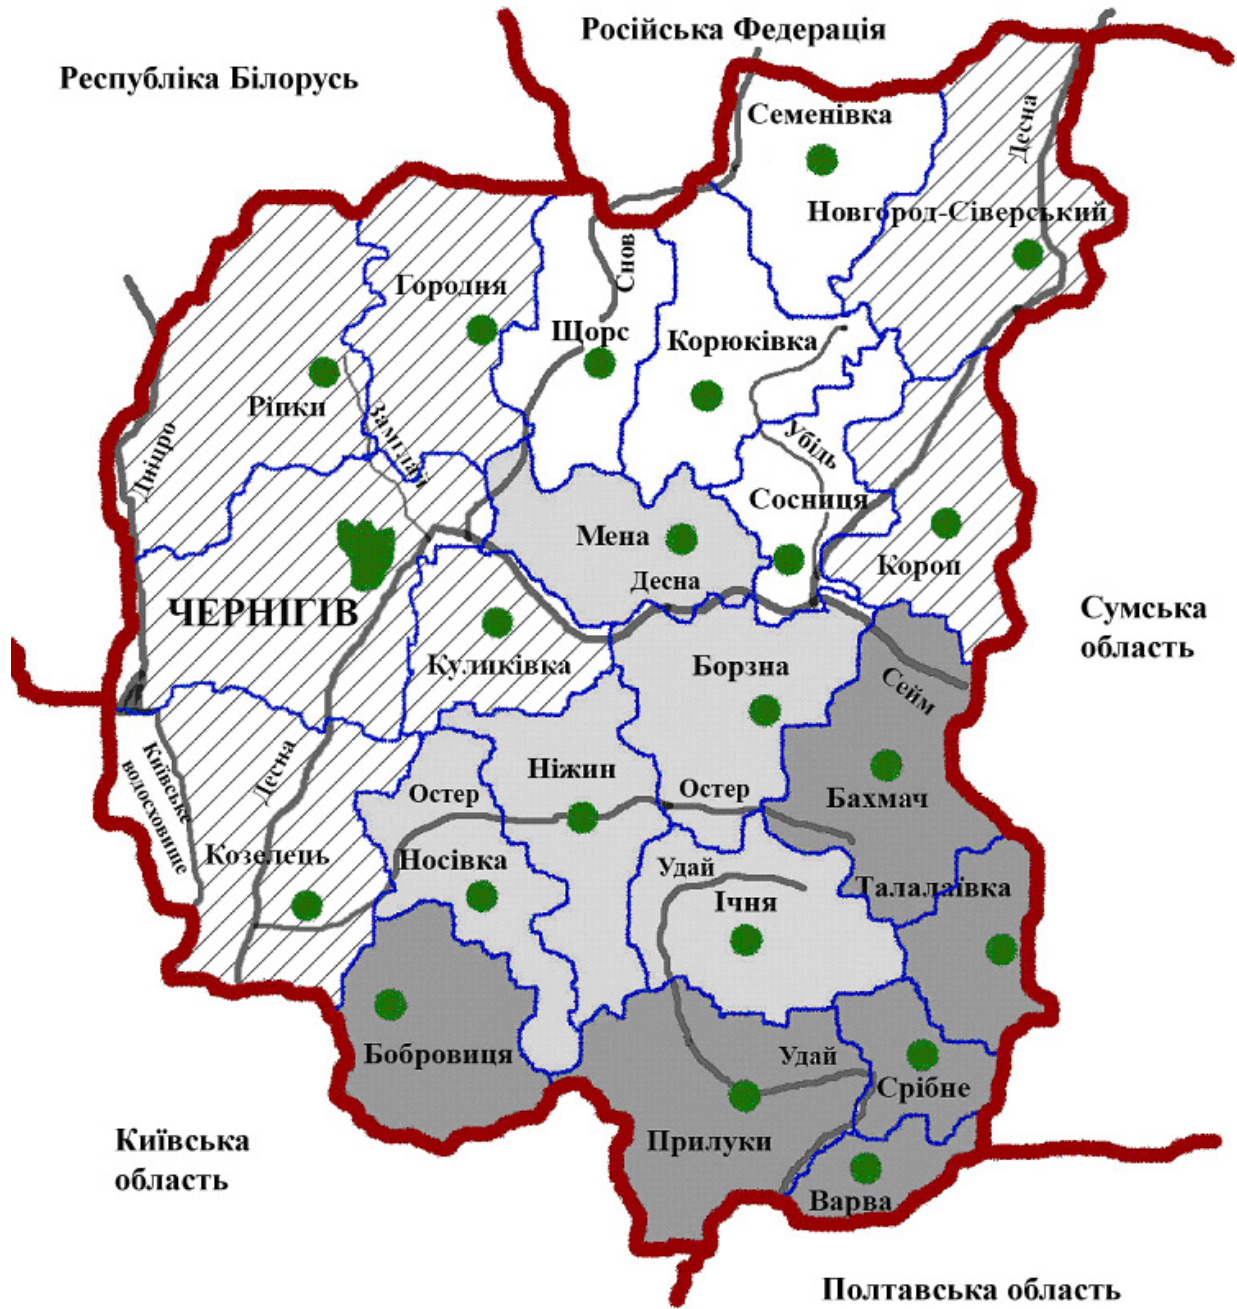 Російська Федерація
Республіка Білорусь
Семенівка
Десна
Новгород-Сіверський
Снов
Городня
Щорс
Корюківка
Ріпки
Замглай
Дніпро
Убідь
Сосниця
Мена
Короп
Десна
ЧЕРНІГІВ
Сумська
область
Куликівка
Борзна
Сейм
Десна
Ніжин
Київське
водосховище
Остер
Остер
Бахмач
Козелець
Носівка
Удай
Талалаївка
Ічня
Бобровиця
Удай
Срібне
Прилуки
Київська
область
Варва
Полтавська область